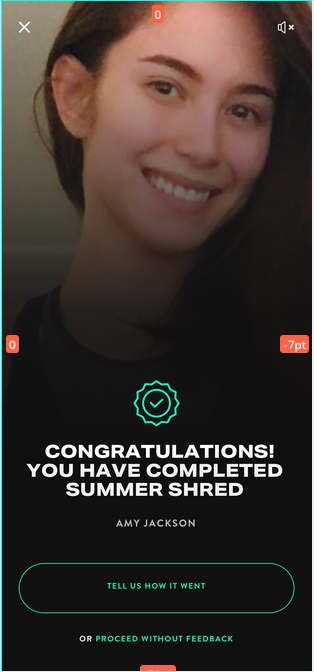 0
0
-7pt
CONGRATULATIONS!
YOU HAVE COMPLETED
SUMMER SHRED
AMY JACKSON
TELL US HOW IT WENT
OR PROCEED WITHOUT FEEDBACK